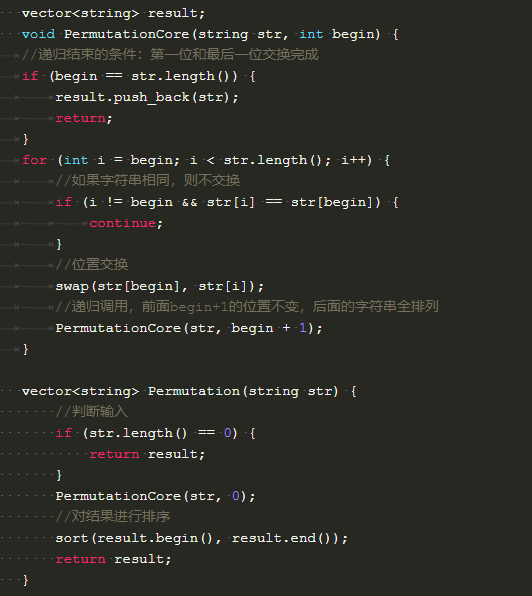 vector<string> result;
void PermutationCore(string str, int begin) {
//递归结束的条件：第一位和最后一位交换完成
if (begin == str.length()) {
result.push_back(str);
return;
}
for (int i = begin; i < str.length(); i++) {
//如果字符串相同，则不交换
if (i != begin && str[i] == str[begin]) {
continue;
}
//位置交换
swap(str[begin], str[i]);
//递归调用，前面begin+1的位置不变，后面的字符串全排列
PermutationCore(str, begin + 1);
}
vector<string> Permutation(string str) {
//判断输入
if (str.length() == 0) {
return result;
}
PermutationCore(str, 0);
//对结果进行排序
sort(result.begin(), result.end());
return result;
}